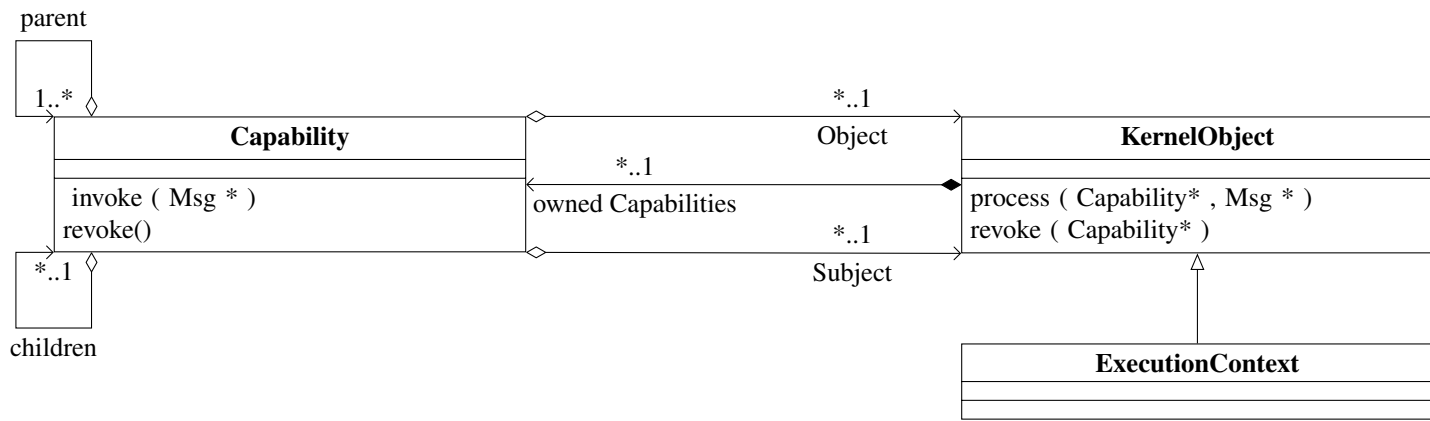 parent
1..*
*..1
Capability
Object
KernelObject
*..1
invoke ( Msg * )
owned Capabilities
process ( Capability* , Msg * )
revoke()
*..1
revoke ( Capability* )
*..1
Subject
children
ExecutionContext